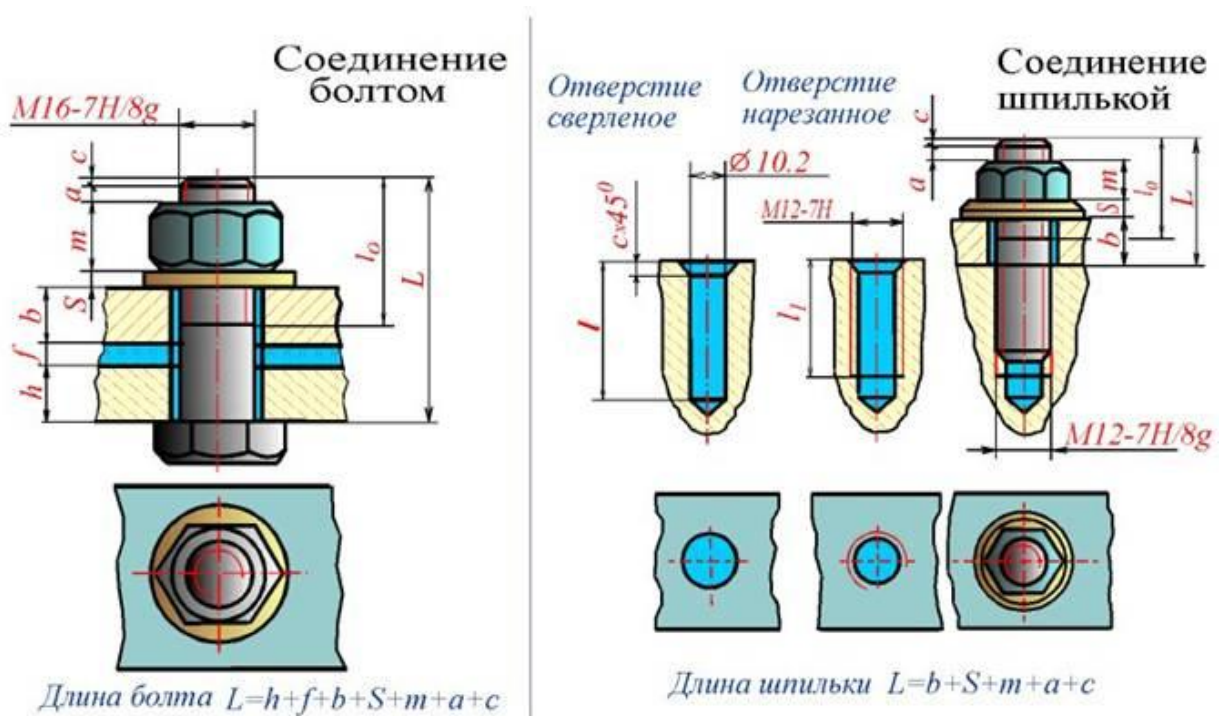 Соединение
болтом
M16-7H/8g
c
a
m
S
b
f
h
l₀
L
Длина болта L=h+f+b+S+m+a+c
Отверстие
сверленое
Отверстие
нарезанное
Соединение
шпилькой
Ø 10.2
c×45⁰
l
M12-7H
l₁
c
a
m
S
b
l₀
L
M12-7H/8g
Длина шпильки L=b+S+m+a+c